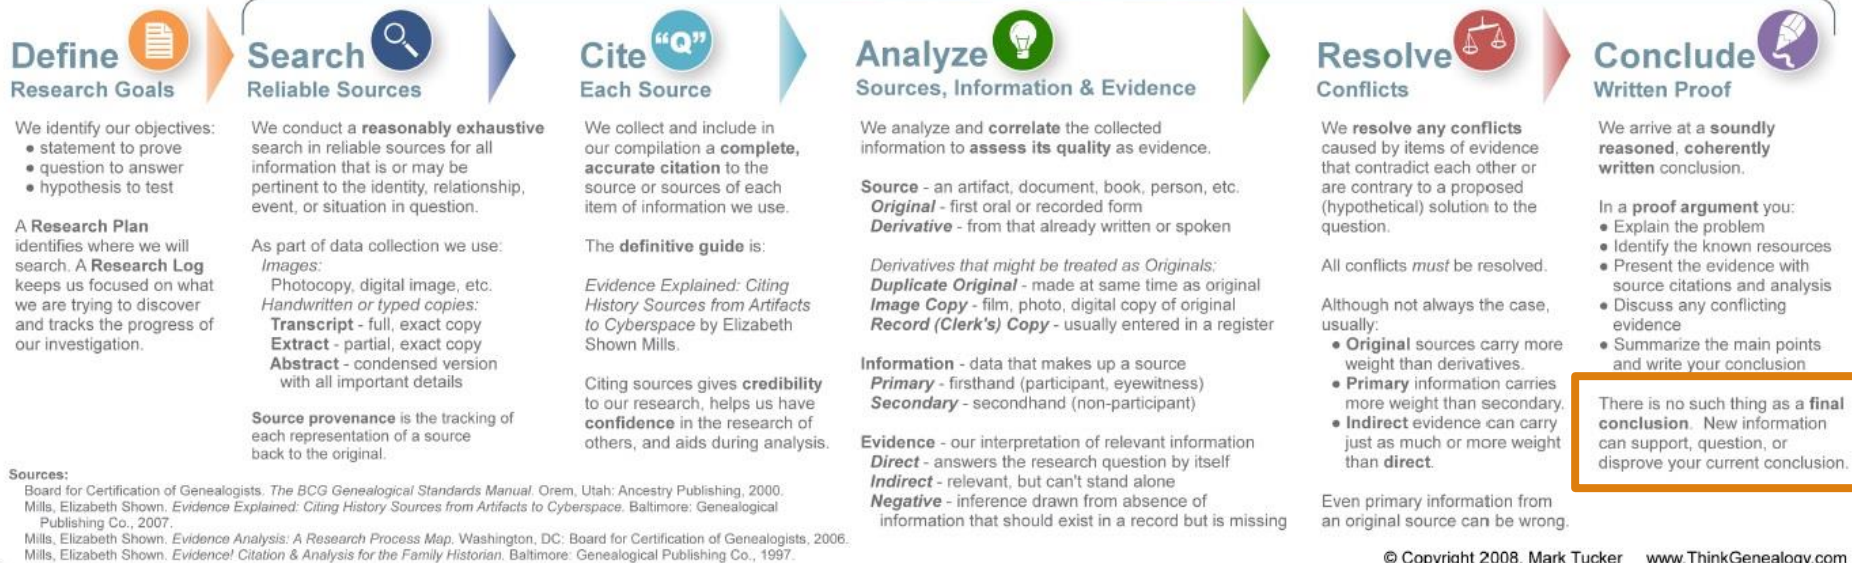 Define
Research Goals
We identify our objectives:
• statement to prove
• question to answer
• hypothesis to test
A Research Plan
identifies where we will
search. A Research Log
keeps us focused on what
we are trying to discover
and tracks the progress of
our investigation.
Search
Reliable Sources
We conduct a reasonably exhaustive
search in reliable sources for all
information that is or may be
pertinent to the identity, relationship,
event, or situation in question.
As part of data collection we use:
Images:
Photocopy, digital image, etc.
Handwritten or typed copies:
Transcript - full, exact copy
Extract - partial, exact copy
Abstract - condensed version
with all important details
Source provenance is the tracking of
each representation of a source
back to the original.
Cite
“Q”
Each Source
We collect and include in
our compilation a complete,
accurate citation to the
source or sources of each
item of information we use.
The definitive guide is:
Evidence Explained: Citing
History Sources from Artifacts
to Cyberspace by Elizabeth
Shown Mills.
Citing sources gives credibility
to our research, helps us have
confidence in the research of
others, and aids during analysis.
Analyze
Sources, Information & Evidence
We analyze and correlate the collected
information to assess its quality as evidence.
Source - an artifact, document, book, person, etc.
Original - first oral or recorded form
Derivative - from that already written or spoken
Derivatives that might be treated as Originals:
Duplicate Original - made at same time as original
Image Copy - film, photo, digital copy of original
Record (Clerk's) Copy - usually entered in a register
Information - data that makes up a source
Primary - firsthand (participant, eyewitness)
Secondary - secondhand (non-participant)
Evidence - our interpretation of relevant information
Direct - answers the research question by itself
Indirect - relevant, but can't stand alone
Negative - inference drawn from absence of
information that should exist in a record but is missing
Resolve
Conflicts
We resolve any conflicts
caused by items of evidence
that contradict each other or
are contrary to a proposed
(hypothetical) solution to the
question.
All conflicts must be resolved.
Although not always the case,
usually:
• Original sources carry more
weight than derivatives.
• Primary information carries
more weight than secondary.
• Indirect evidence can carry
just as much or more weight
than direct.
Even primary information from
an original source can be wrong.
Conclude
Written Proof
We arrive at a soundly
reasoned, coherently
written conclusion.
In a proof argument you:
• Explain the problem
• Identify the known resources
• Present the evidence with
source citations and analysis
• Discuss any conflicting
evidence
• Summarize the main points
and write your conclusion
There is no such thing as a final
conclusion. New information
can support, question, or
disprove your current conclusion.
Sources:
Board for Certification of Genealogists. The BCG Genealogical Standards Manual. Orem, Utah: Ancestry Publishing, 2000.
Mills, Elizabeth Shown. Evidence Explained: Citing History Sources from Artifacts to Cyberspace. Baltimore: Genealogical
Publishing Co., 2007.
Mills, Elizabeth Shown. Evidence Analysis: A Research Process Map. Washington, DC: Board for Certification of Genealogists, 2006.
Mills, Elizabeth Shown. Evidence! Citation & Analysis for the Family Historian. Baltimore: Genealogical Publishing Co., 1997.
© Copyright 2008, Mark Tucker www.ThinkGenealogy.com